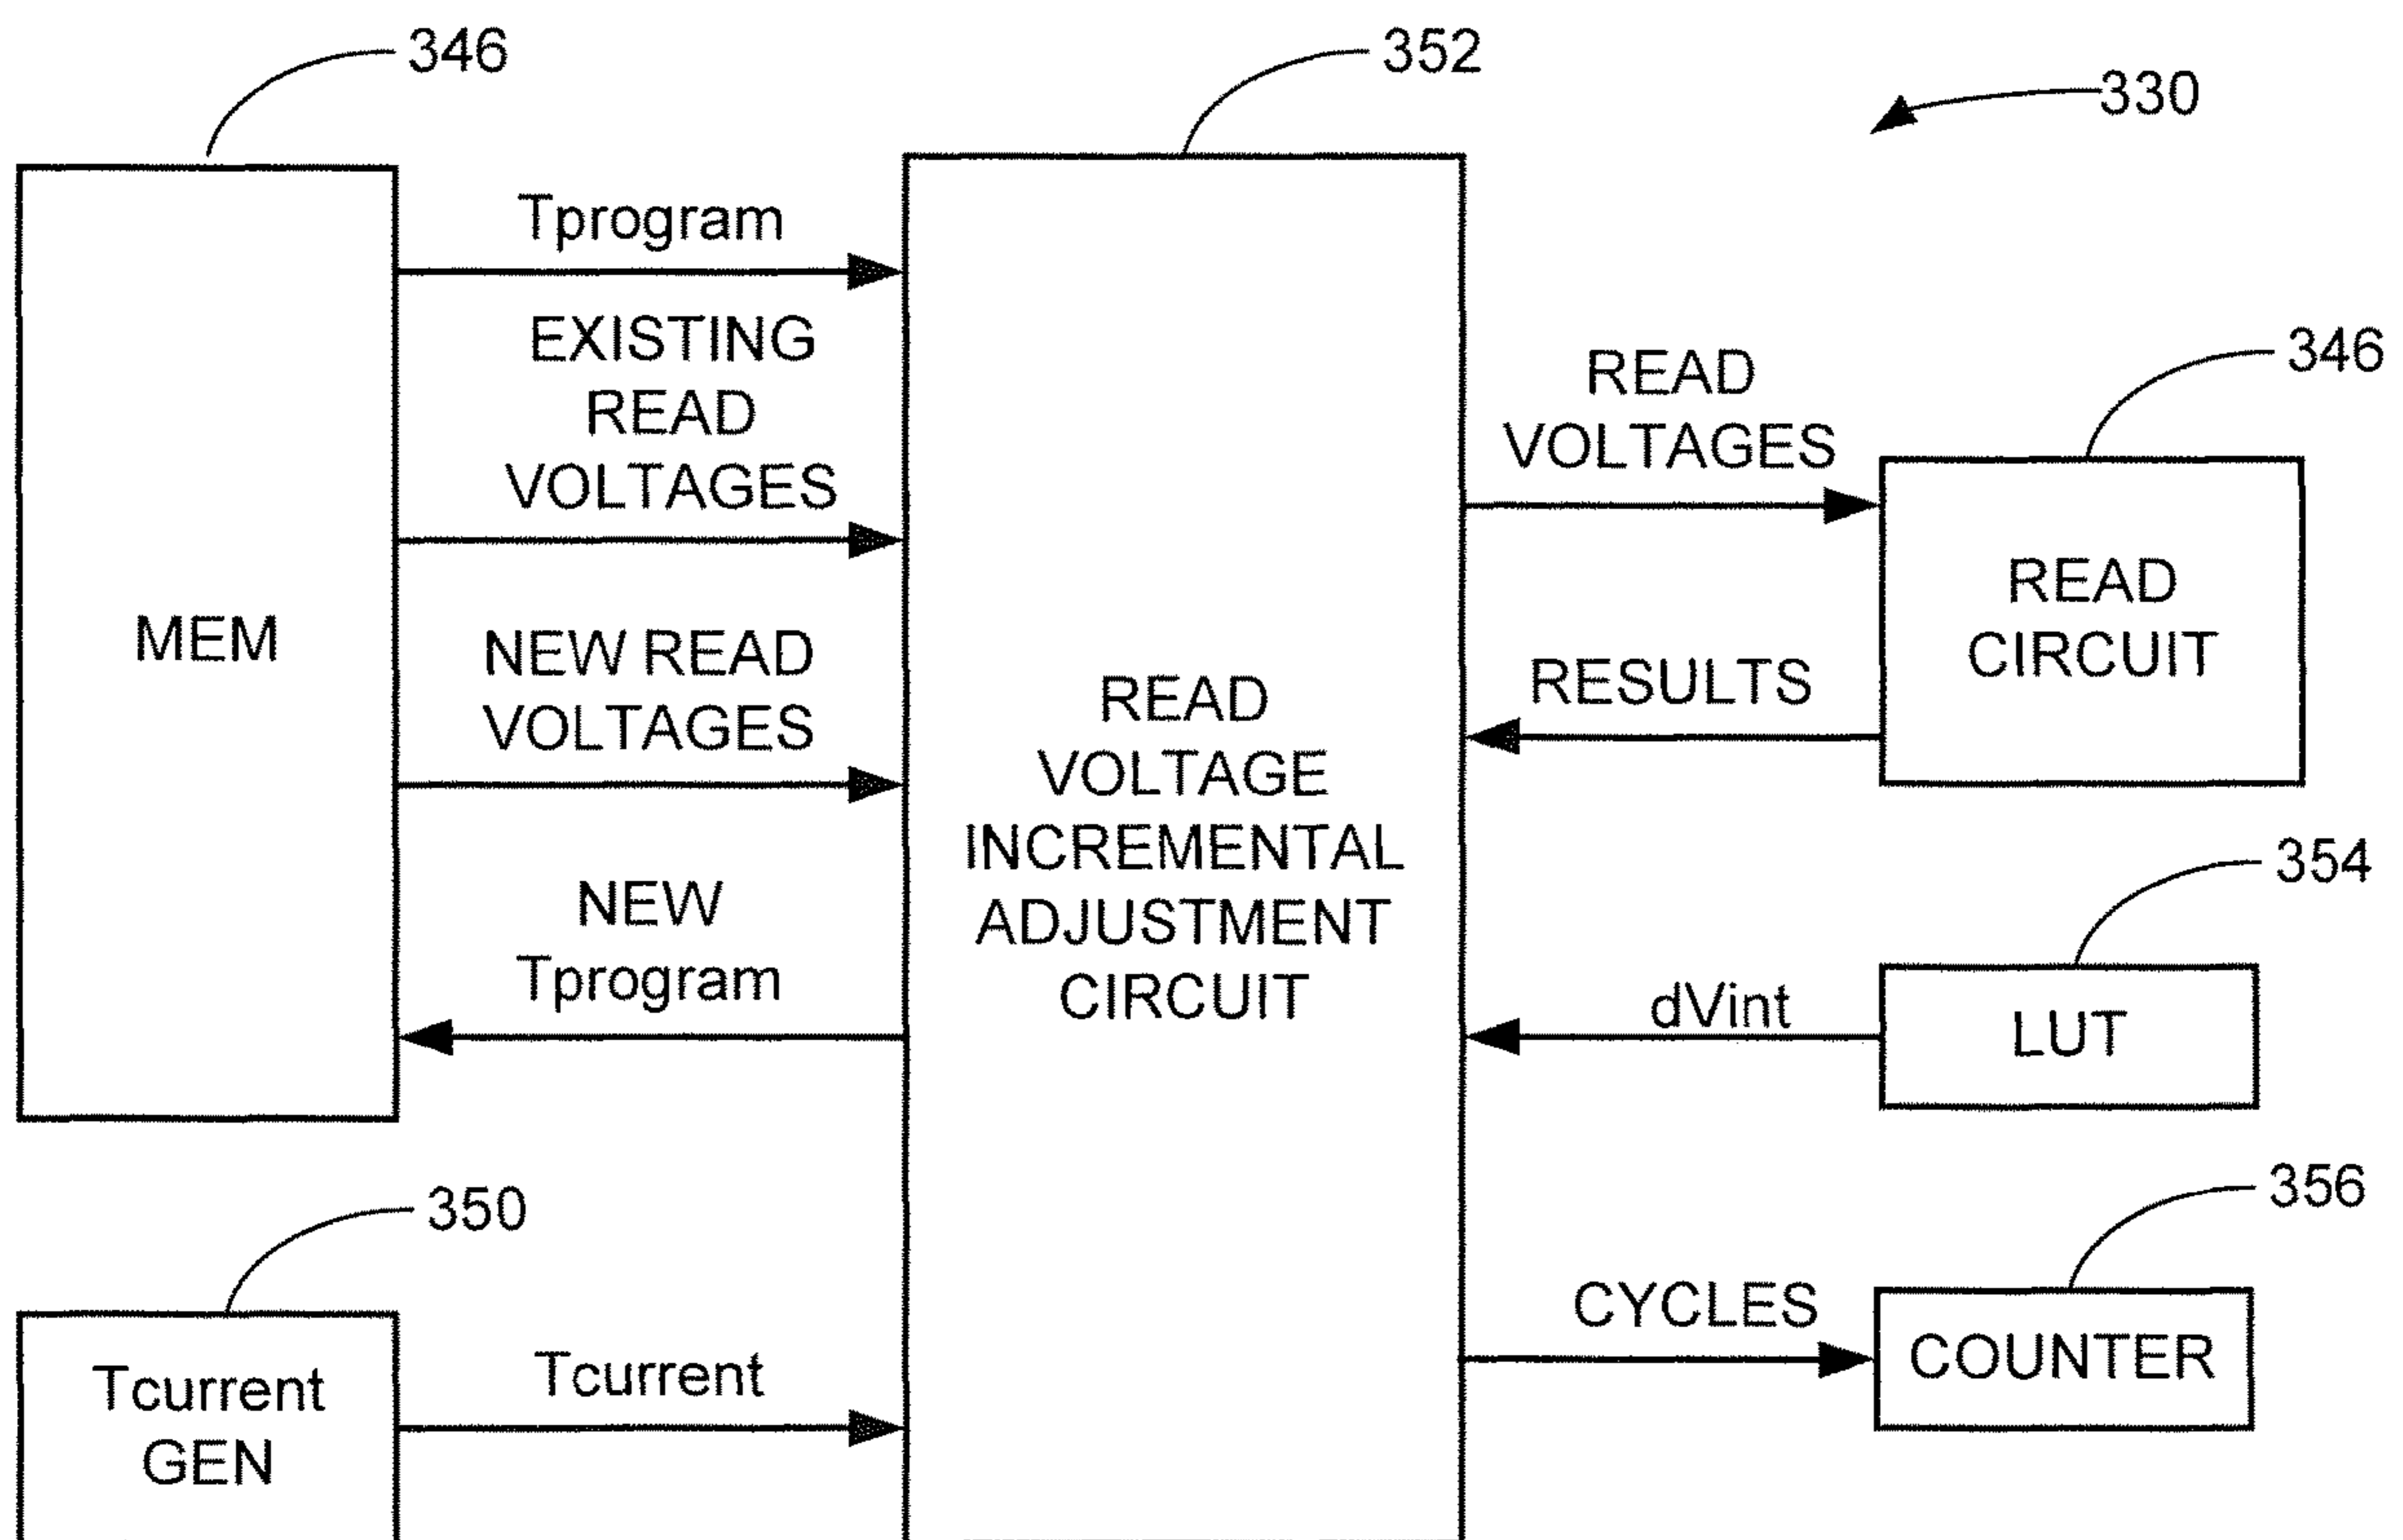 346
352
330
Tprogram
EXISTING
READ
VOLTAGES
READ
VOLTAGES
346
MEM
NEW READ
VOLTAGES
READ
VOLTAGE
INCREMENTAL
ADJUSTMENT
CIRCUIT
READ
CIRCUIT
RESULTS
NEW
Tprogram
354
dVint
LUT
350
356
Tcurrent
GEN
Tcurrent
CYCLES
COUNTER